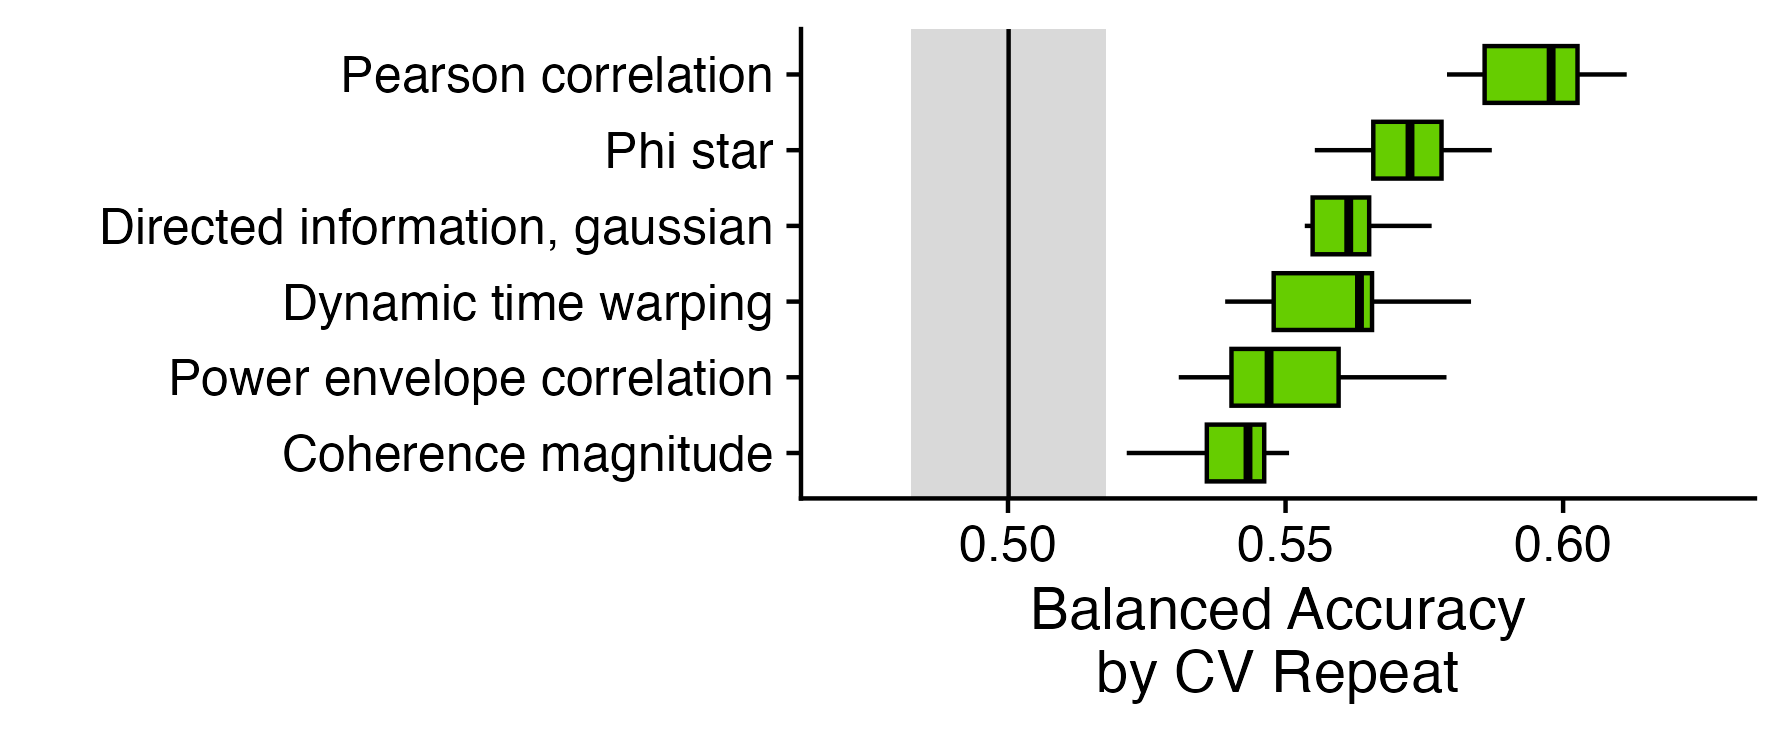 Pearson correlation
Phi star
Directed information, gaussian
Dynamic time warping
Power envelope correlation
Coherence magnitude
0.50 0.55 0.60
Balanced Accuracy
by CV Repeat